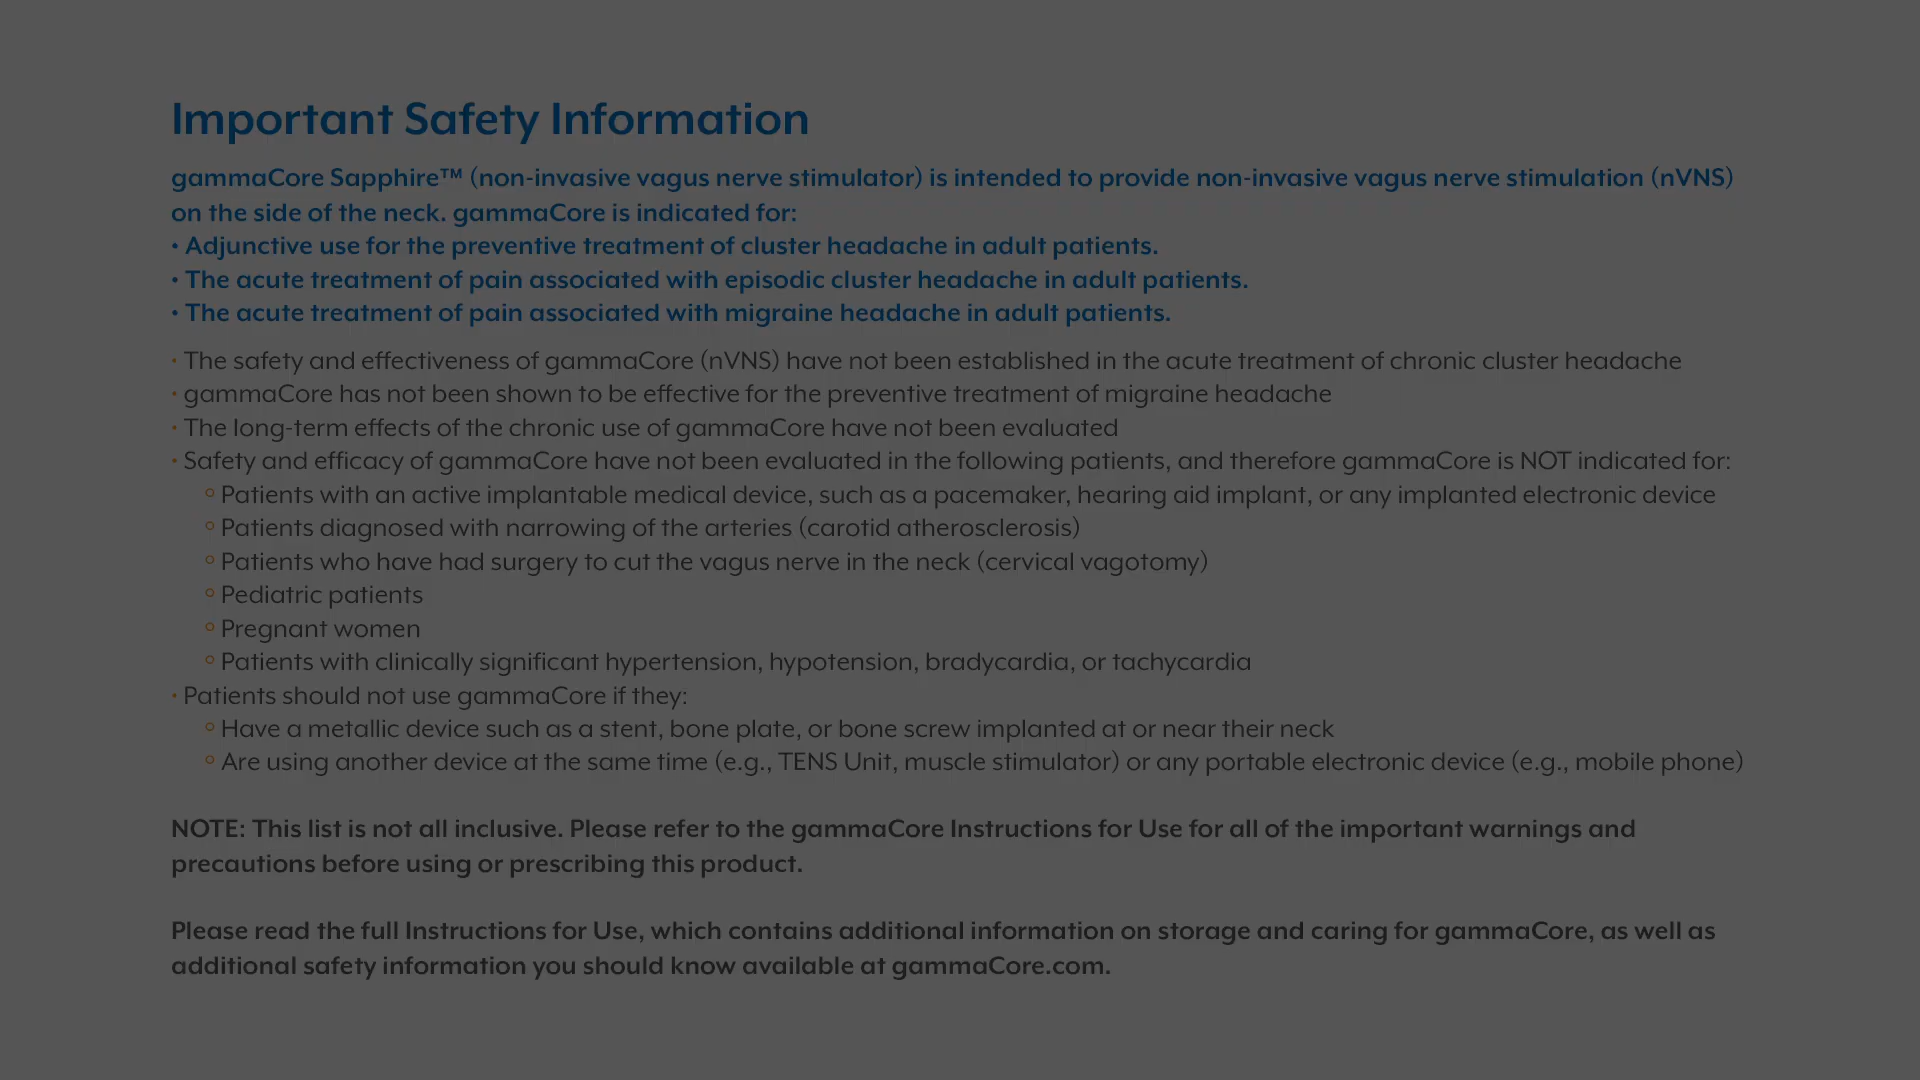 Important Safety Information
gammaCore Sapphire™ (non-invasive vagus nerve stimulator) is intended to provide non-invasive vagus nerve stimulation (nVNS)
on the side of the neck. gammaCore is indicated for:
• Adjunctive use for the preventive treatment of cluster headache in adult patients.
• The acute treatment of pain associated with episodic cluster headache in adult patients.
• The acute treatment of pain associated with migraine headache in adult patients.
• The safety and effectiveness of gammaCore (nVNS) have not been established in the acute treatment of chronic cluster headache
• gammaCore has not been shown to be effective for the preventive treatment of migraine headache
• The long-term effects of the chronic use of gammaCore have not been evaluated
• Safety and efficacy of gammaCore have not been evaluated in the following patients, and therefore gammaCore is NOT indicated for:
○ Patients with an active implantable medical device, such as a pacemaker, hearing aid implant, or any implanted electronic device
○ Patients diagnosed with narrowing of the arteries (carotid atherosclerosis)
○ Patients who have had surgery to cut the vagus nerve in the neck (cervical vagotomy)
○ Pediatric patients
○ Pregnant women
○ Patients with clinically significant hypertension, hypotension, bradycardia, or tachycardia
• Patients should not use gammaCore if they:
○ Have a metallic device such as a stent, bone plate, or bone screw implanted at or near their neck
○ Are using another device at the same time (e.g., TENS Unit, muscle stimulator) or any portable electronic device (e.g., mobile phone)
NOTE: This list is not all inclusive. Please refer to the gammaCore Instructions for Use for all of the important warnings and
precautions before using or prescribing this product.
Please read the full Instructions for Use, which contains additional information on storage and caring for gammaCore, as well as
additional safety information you should know available at gammaCore.com.